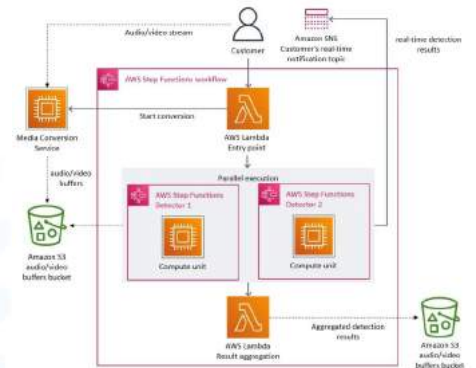 Audio/video stream
Customer
Amazon SNS
Customer's real-time
notification topic
real-time detection
results
AWS Step Functions workflow
Start conversion
Media Conversion
Service
AWS Lambda
Entry point
audio/video
buffers
Parallel execution
AWS Step Functions
Detector 1
AWS Step Functions
Detector 2
Compute unit
Compute unit
Amazon S3
audio/video
buffers bucket
AWS Lambda
Result aggregation
Aggregated detection
results
Amazon S3
audio/video
buffers bucket